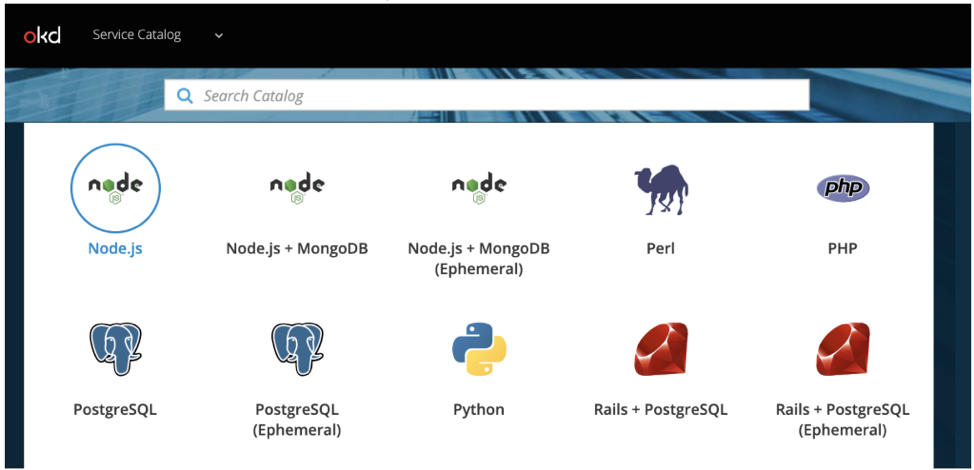 okd Service Catalog
Search Catalog
node node node php
JS JS JS
Node.js Node.js + MongoDB Node.js + MongoDB Perl PHP
(Ephemeral)
PostgreSQL PostgreSQL Python Rails + PostgreSQL Rails + PostgreSQL
(Ephemeral) (Ephemeral)